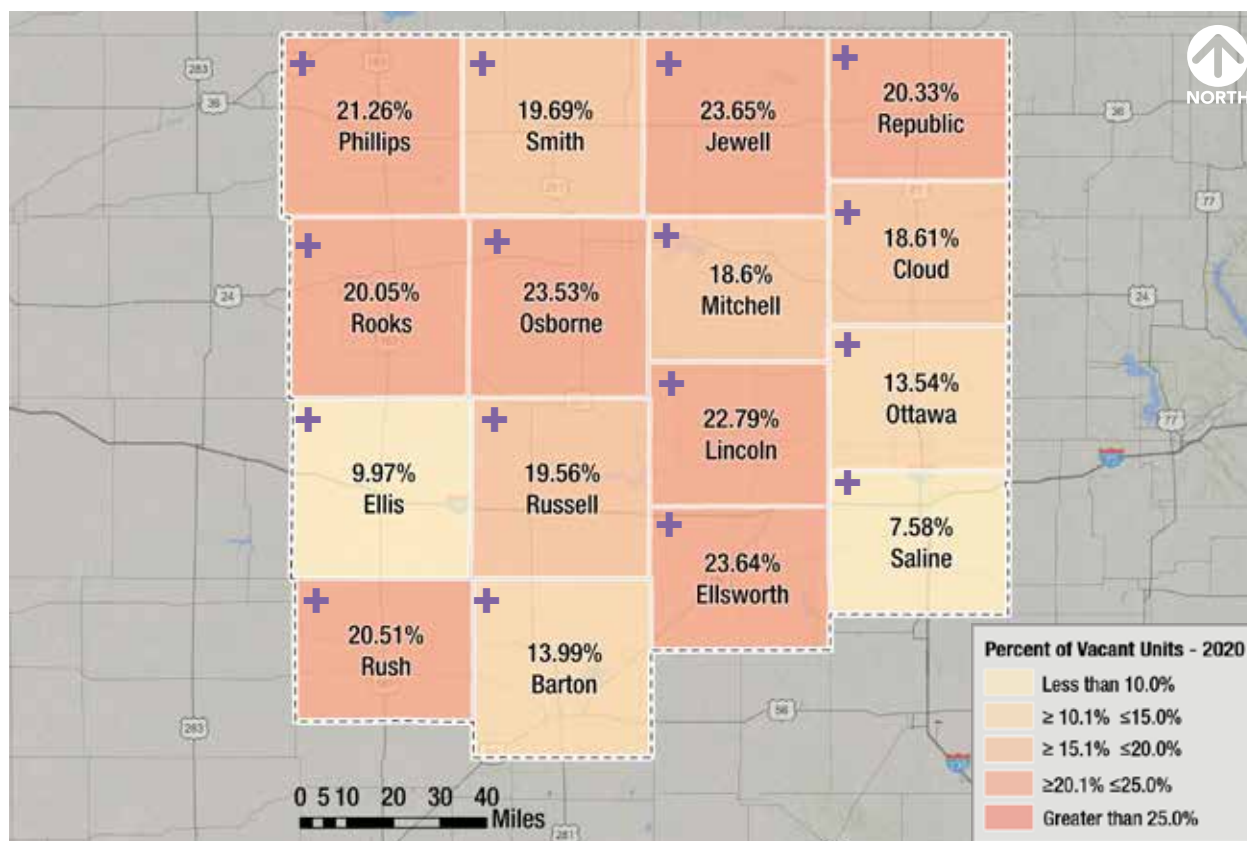 NORTH
283
36
36
77
21.26%
Phillips
19.69%
Smith
23.65%
Jewell
20.33%
Republic
24
20.05%
Rooks
23.53%
Osborne
18.6%
Mitchell
18.61%
Cloud
24
9.97%
Ellis
19.56%
Russell
22.79%
Lincoln
13.54%
Ottawa
77
20.51%
Rush
13.99%
Barton
23.64%
Ellsworth
7.58%
Saline
283
56
281
0 5 10 20 30 40
Miles
Percent of Vacant Units - 2020
Less than 10.0%
≥ 10.1% ≤15.0%
≥ 15.1% ≤20.0%
≥20.1% ≤25.0%
Greater than 25.0%